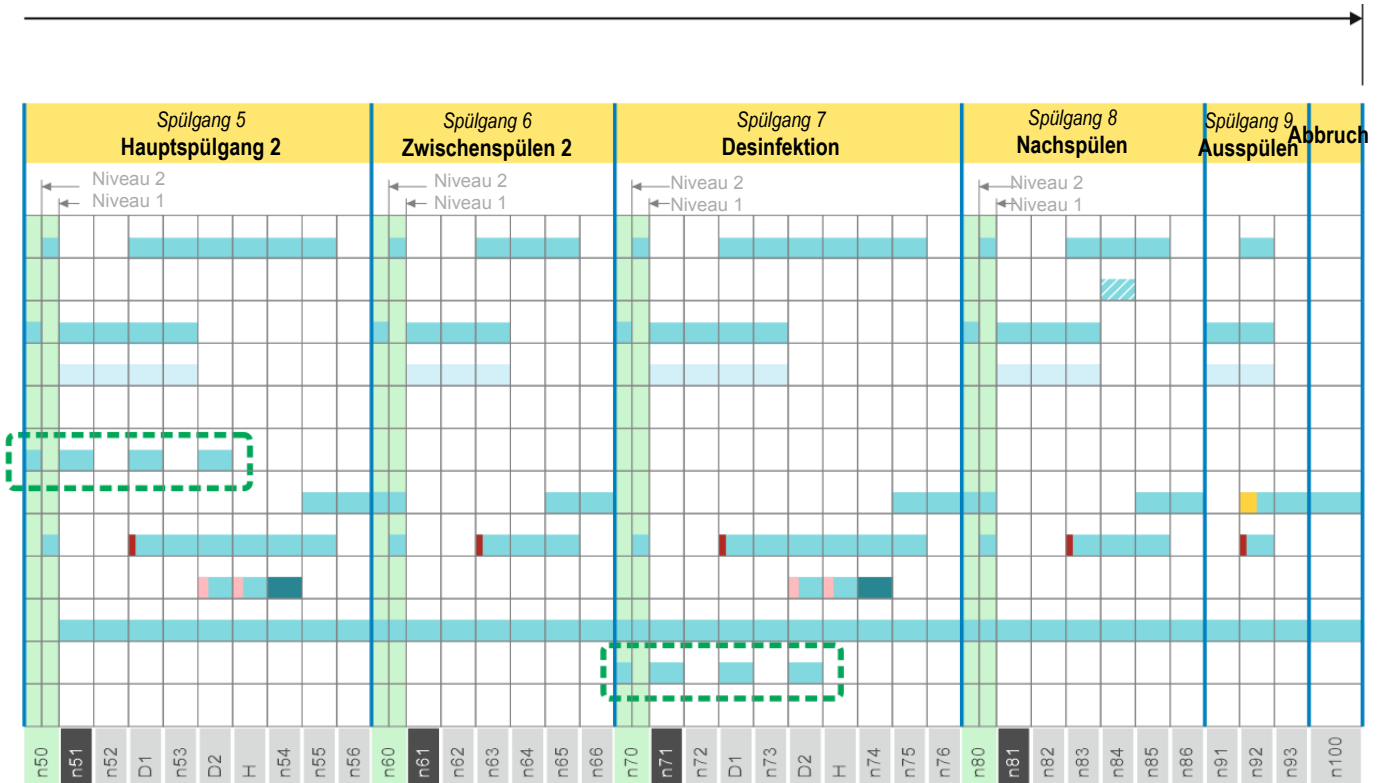 Spülgang 5
Hauptspülgang 2
Spülgang 6
Zwischenspülen 2
Spülgang 7
Desinfektion
Spülgang 8
Nachspülen
Spülgang 9
Ausspülen
Abbruch
Niveau 2
Niveau 1
Niveau 2
Niveau 1
Niveau 2
Niveau 1
Niveau 2
Niveau 1
n50
n51
n52
D1
n53
D2
H
n54
n55
n56
n60
n61
n62
n63
n64
n65
n66
n70
n71
n72
D1
n73
D2
H
n74
n75
n76
n80
n81
n82
n83
n84
n85
n86
n91
n92
n93
n100